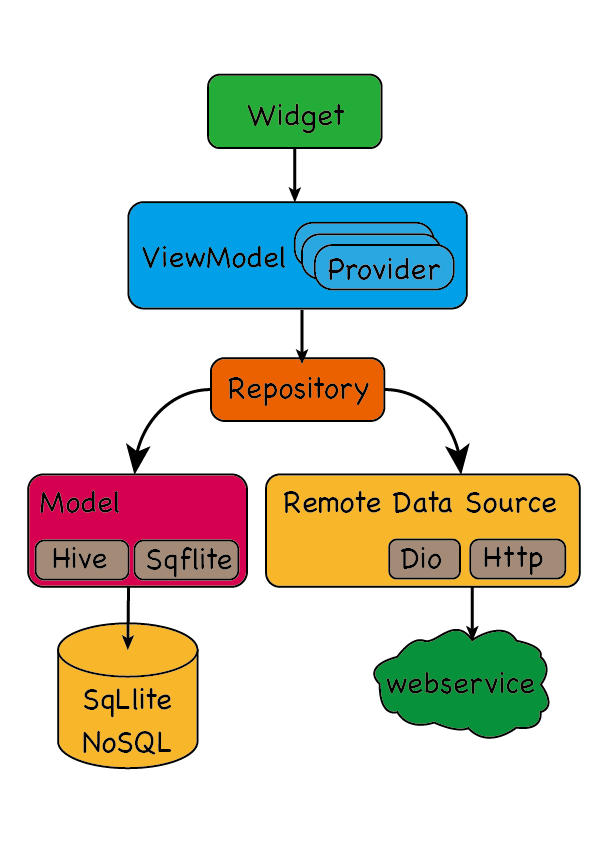 Widget
ViewModel
Provider
Repository
Model
Hive
Sqflite
Remote Data Source
Dio
Http
SqLlite
NoSQL
webservice